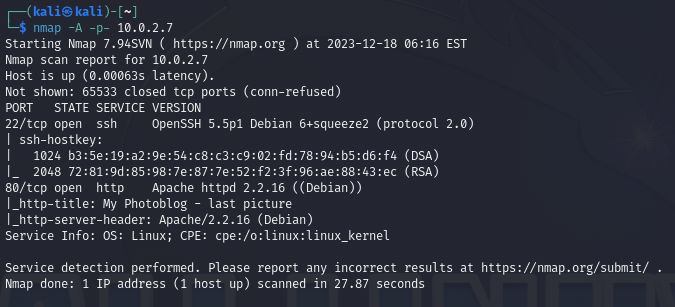 ┌──(kali㉿kali)-[~]
└─$ nmap -A -p- 10.0.2.7
Starting Nmap 7.94SVN ( https://nmap.org ) at 2023-12-18 06:16 EST
Nmap scan report for 10.0.2.7
Host is up (0.00063s latency).
Not shown: 65533 closed tcp ports (conn-refused)
PORT   STATE SERVICE VERSION
22/tcp open  ssh     OpenSSH 5.5p1 Debian 6+squeeze2 (protocol 2.0)
| ssh-hostkey:
|   1024 b3:5e:19:a2:9e:54:c8:c3:c9:02:fd:78:94:b5:d6:f4 (DSA)
|_  2048 72:81:9d:85:98:7e:87:7e:52:f2:3f:96:ae:88:43:ec (RSA)
80/tcp open  http    Apache httpd 2.2.16 ((Debian))
|_http-title: My Photoblog - last picture
|_http-server-header: Apache/2.2.16 (Debian)
Service Info: OS: Linux; CPE: cpe:/o:linux:linux_kernel

Service detection performed. Please report any incorrect results at https://nmap.org/submit/ .
Nmap done: 1 IP address (1 host up) scanned in 27.87 seconds